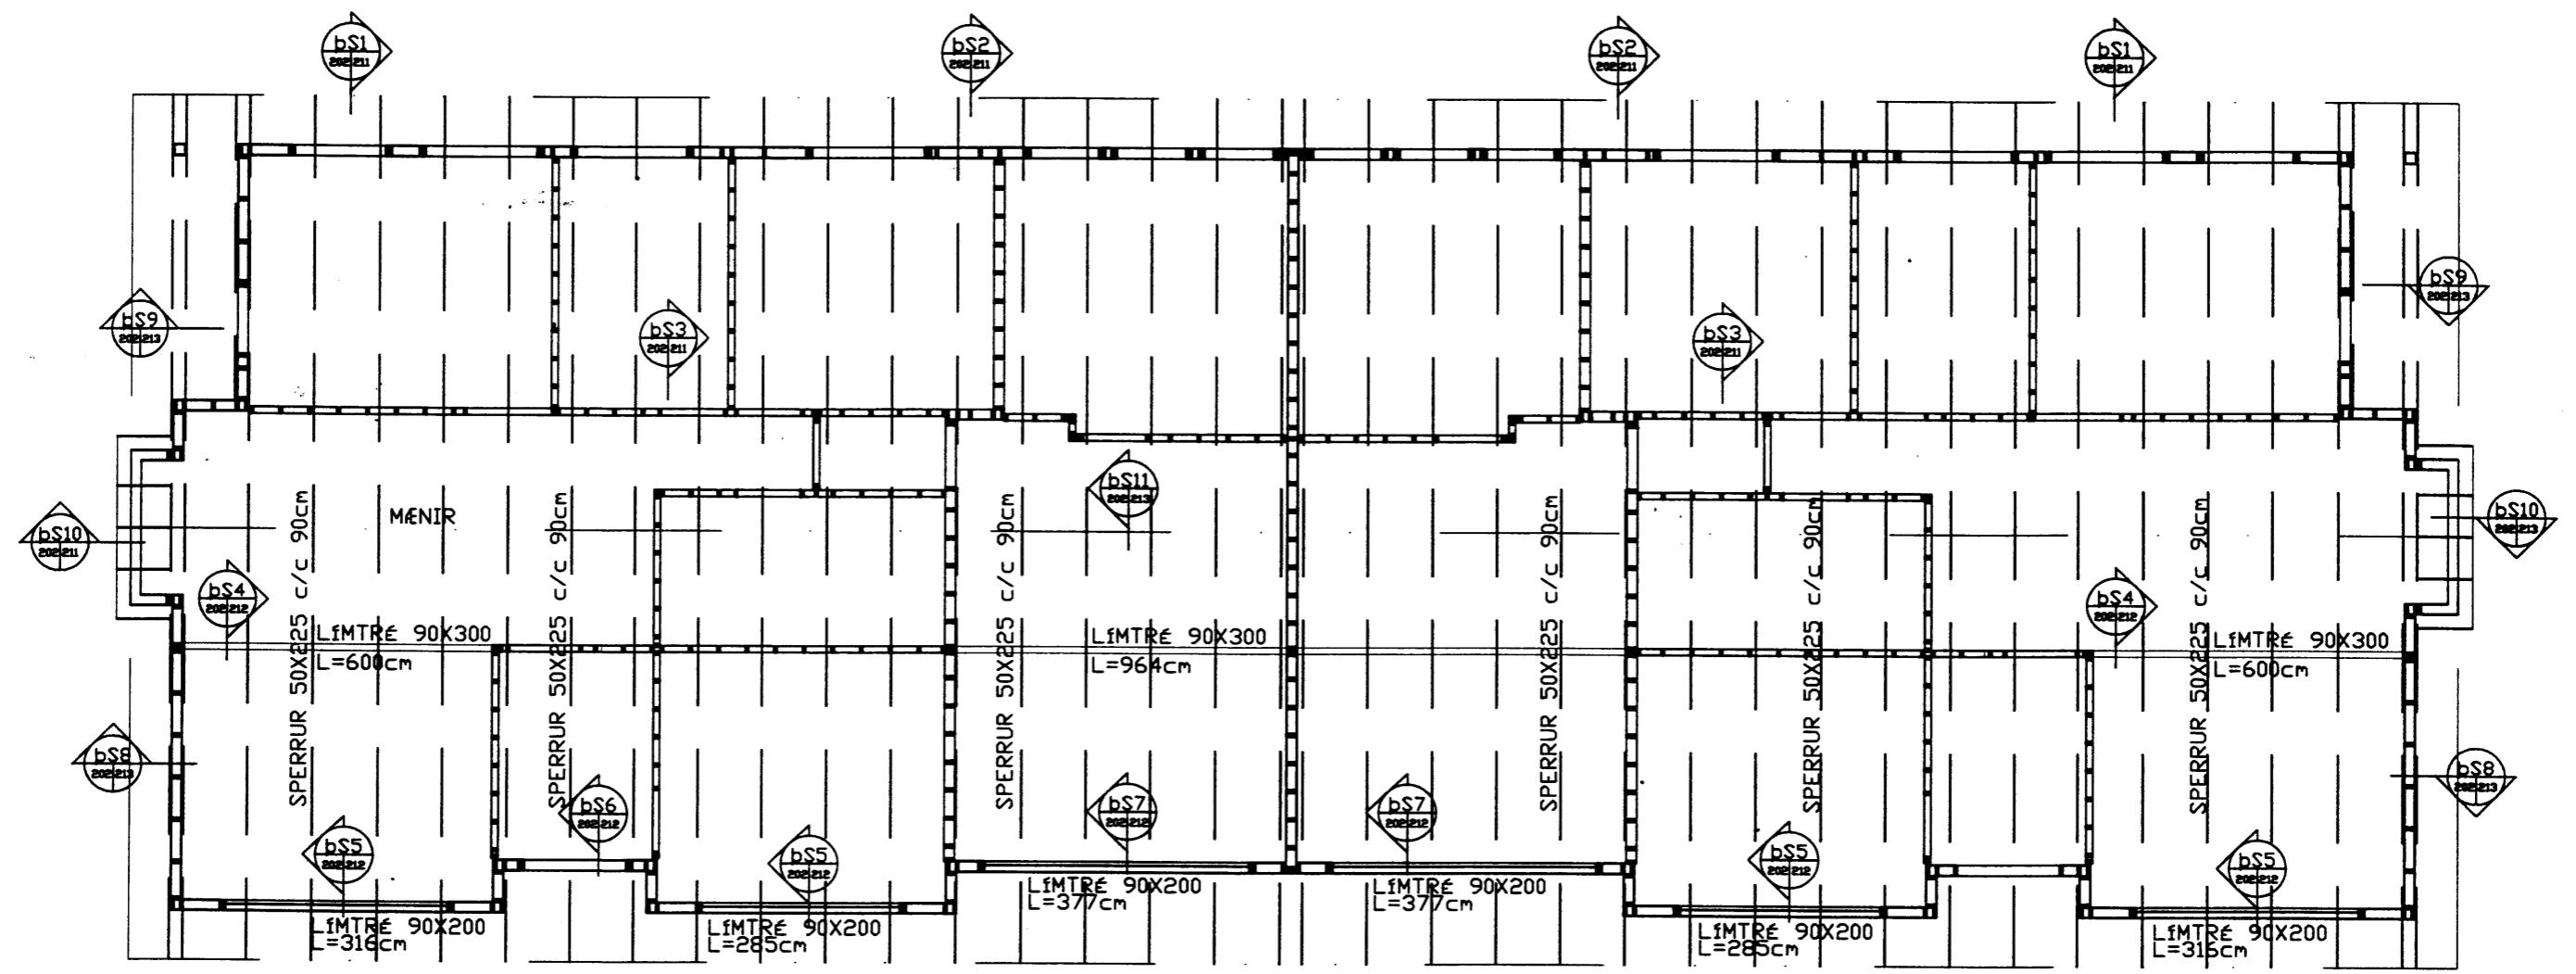 bS1
202 211
bS2
202 211
bS2
202 211
bS1
202 211
bS9
202 213
bS3
202 211
bS3
202 211
bS9
202 213
bS10
202 211
MÆNIR
bS11
202 213
bS10
202 213
SPERRUR 50X225 c/c 90cm
SPERRUR 50X225 c/c 90cm
SPERRUR 50X225 c/c 90cm
SPERRUR 50X225 c/c 90cm
SPERRUR 50X225 c/c 90cm
SPERRUR 50X225 c/c 90cm
bS4
202 212
bS4
202 212
LÍMTRÉ 90X300
L=600cm
LÍMTRÉ 90X300
L=964cm
LÍMTRÉ 90X300
L=600cm
bS8
202 213
bS6
202 212
bS7
202 212
bS7
202 212
bS8
202 213
bS5
202 212
bS5
202 212
bS5
202 212
bS5
202 212
LÍMTRÉ 90X200
L=316cm
LÍMTRÉ 90X200
L=285cm
LÍMTRÉ 90X200
L=377cm
LÍMTRÉ 90X200
L=377cm
LÍMTRÉ 90X200
L=285cm
LÍMTRÉ 90X200
L=316cm